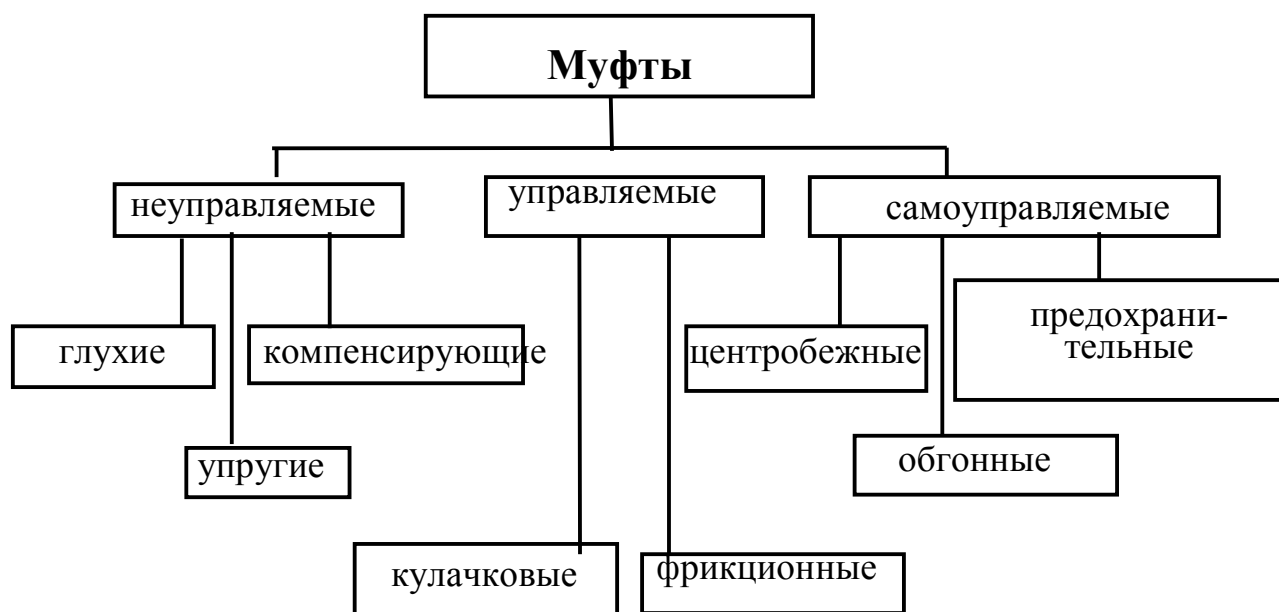 Муфты
неуправляемые
управляемые
самоуправляемые
глухие
компенсирующие
центробежные
предохрани-
тельные
упругие
обгонные
кулачковые
фрикционные